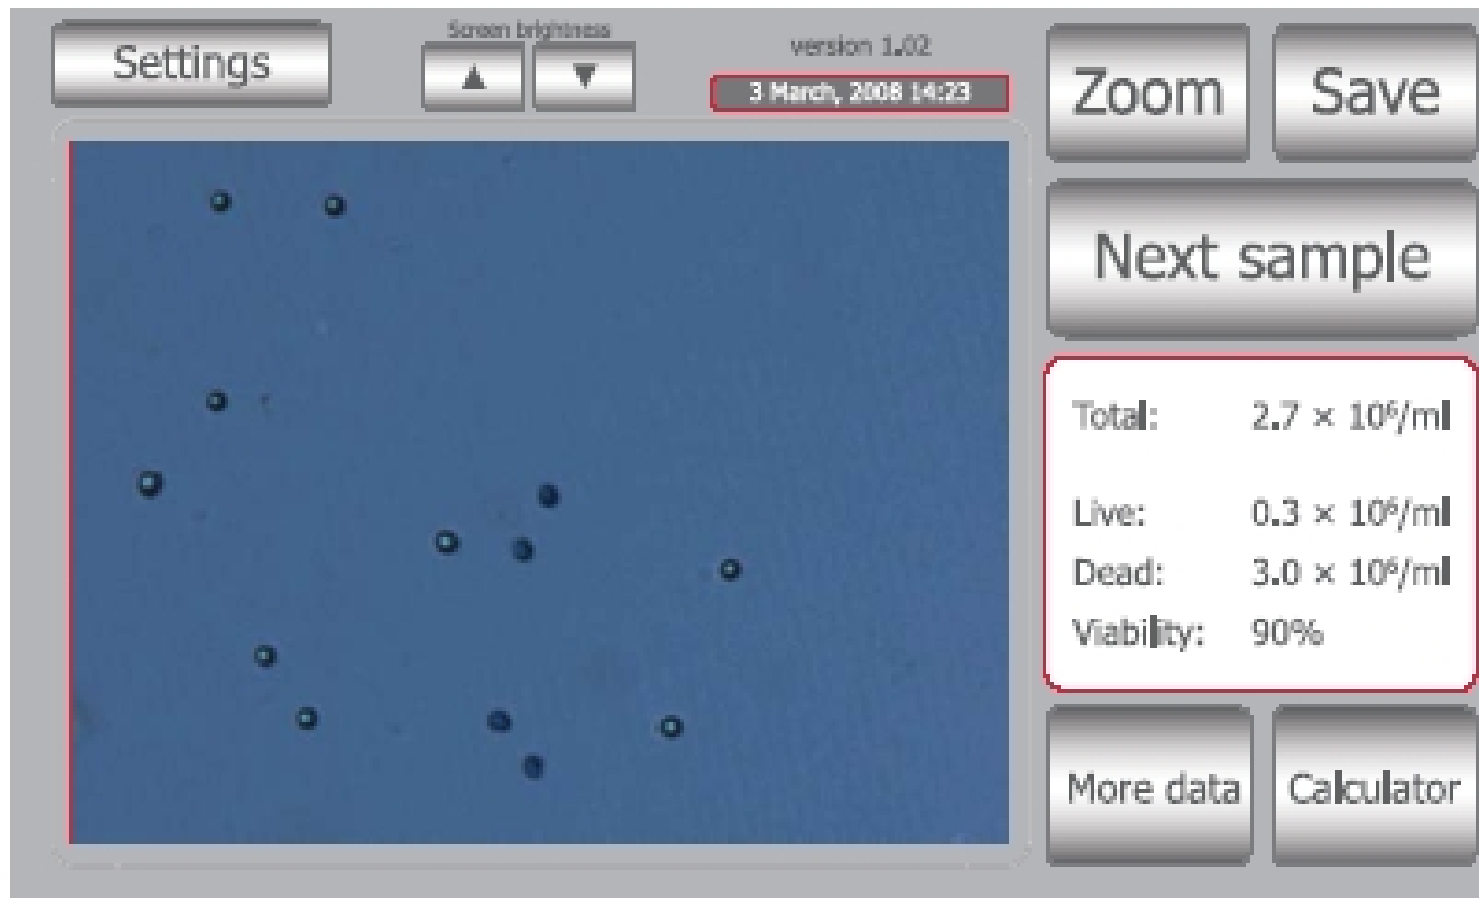 Settings
Screen brightness
▲ ▼
version 1.02
3 March, 2008 14:23
Zoom
Save
Next sample
Total: 2.7 × 10⁶/ml
Live: 0.3 × 10⁶/ml
Dead: 3.0 × 10⁶/ml
Viability: 90%
More data
Calculator